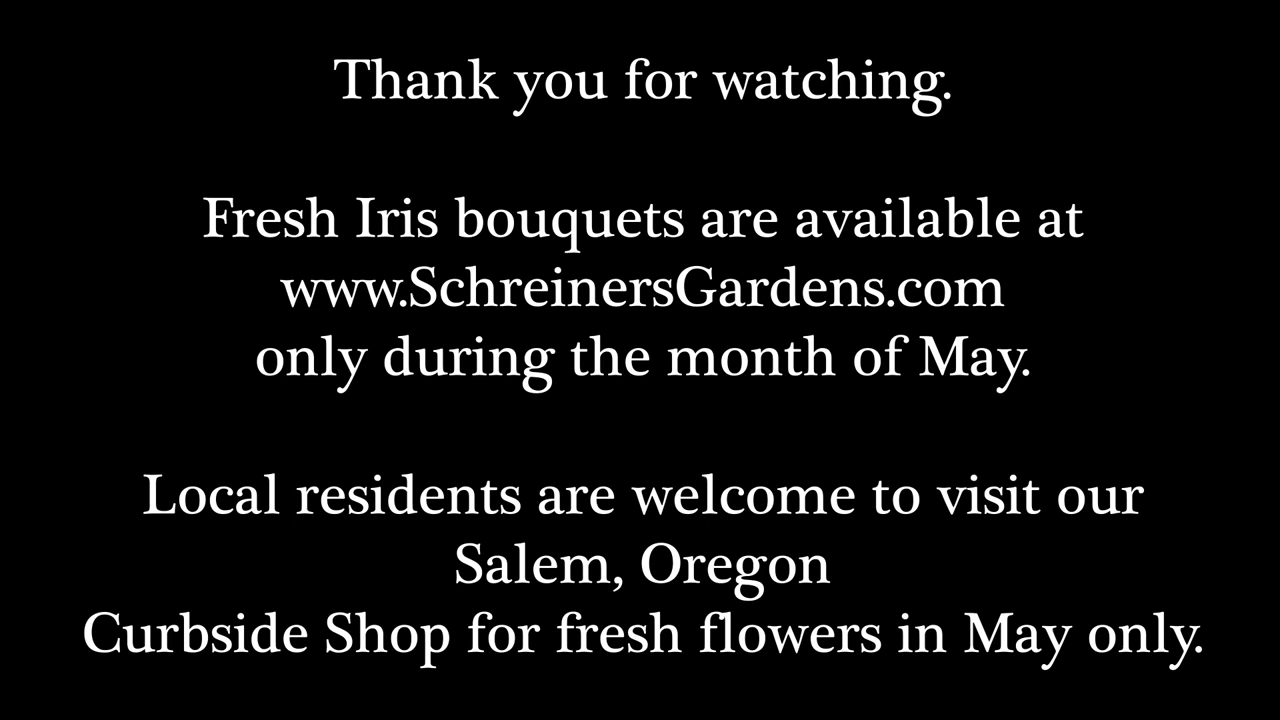 Thank you for watching.
Fresh Iris bouquets are available at
www.SchreinersGardens.com
only during the month of May.
Local residents are welcome to visit our
Salem, Oregon
Curbside Shop for fresh flowers in May only.